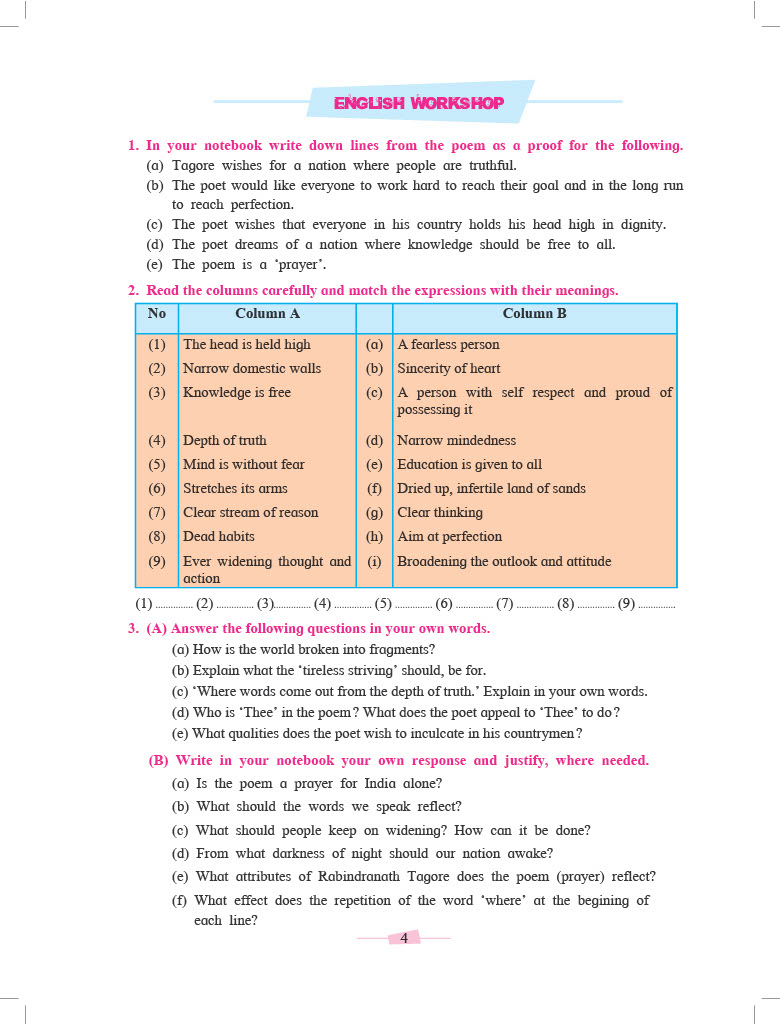 ENGLISH WORKSHOP
1. In your notebook write down lines from the poem as a proof for the following.
(a) Tagore wishes for a nation where people are truthful.
(b) The poet would like everyone to work hard to reach their goal and in the long run
to reach perfection.
(c) The poet wishes that everyone in his country holds his head high in dignity.
(d) The poet dreams of a nation where knowledge should be free to all.
(e) The poem is a ‘prayer’.
2. Read the columns carefully and match the expressions with their meanings.
No Column A Column B
(1) The head is held high (a) A fearless person
(2) Narrow domestic walls (b) Sincerity of heart
(3) Knowledge is free (c) A person with self respect and proud of
possessing it
(4) Depth of truth (d) Narrow mindedness
(5) Mind is without fear (e) Education is given to all
(6) Stretches its arms (f) Dried up, infertile land of sands
(7) Clear stream of reason (g) Clear thinking
(8) Dead habits (h) Aim at perfection
(9) Ever widening thought and (i) Broadening the outlook and attitude
action
(1) .............. (2) .............. (3).............. (4) .............. (5) .............. (6) .............. (7) .............. (8) .............. (9) ..............
3. (A) Answer the following questions in your own words.
(a) How is the world broken into fragments?
(b) Explain what the ‘tireless striving’ should, be for.
(c) ‘Where words come out from the depth of truth.’ Explain in your own words.
(d) Who is ‘Thee’ in the poem? What does the poet appeal to ‘Thee’ to do?
(e) What qualities does the poet wish to inculcate in his countrymen?
(B) Write in your notebook your own response and justify, where needed.
(a) Is the poem a prayer for India alone?
(b) What should the words we speak reflect?
(c) What should people keep on widening? How can it be done?
(d) From what darkness of night should our nation awake?
(e) What attributes of Rabindranath Tagore does the poem (prayer) reflect?
(f) What effect does the repetition of the word ‘where’ at the begining of
each line?
4